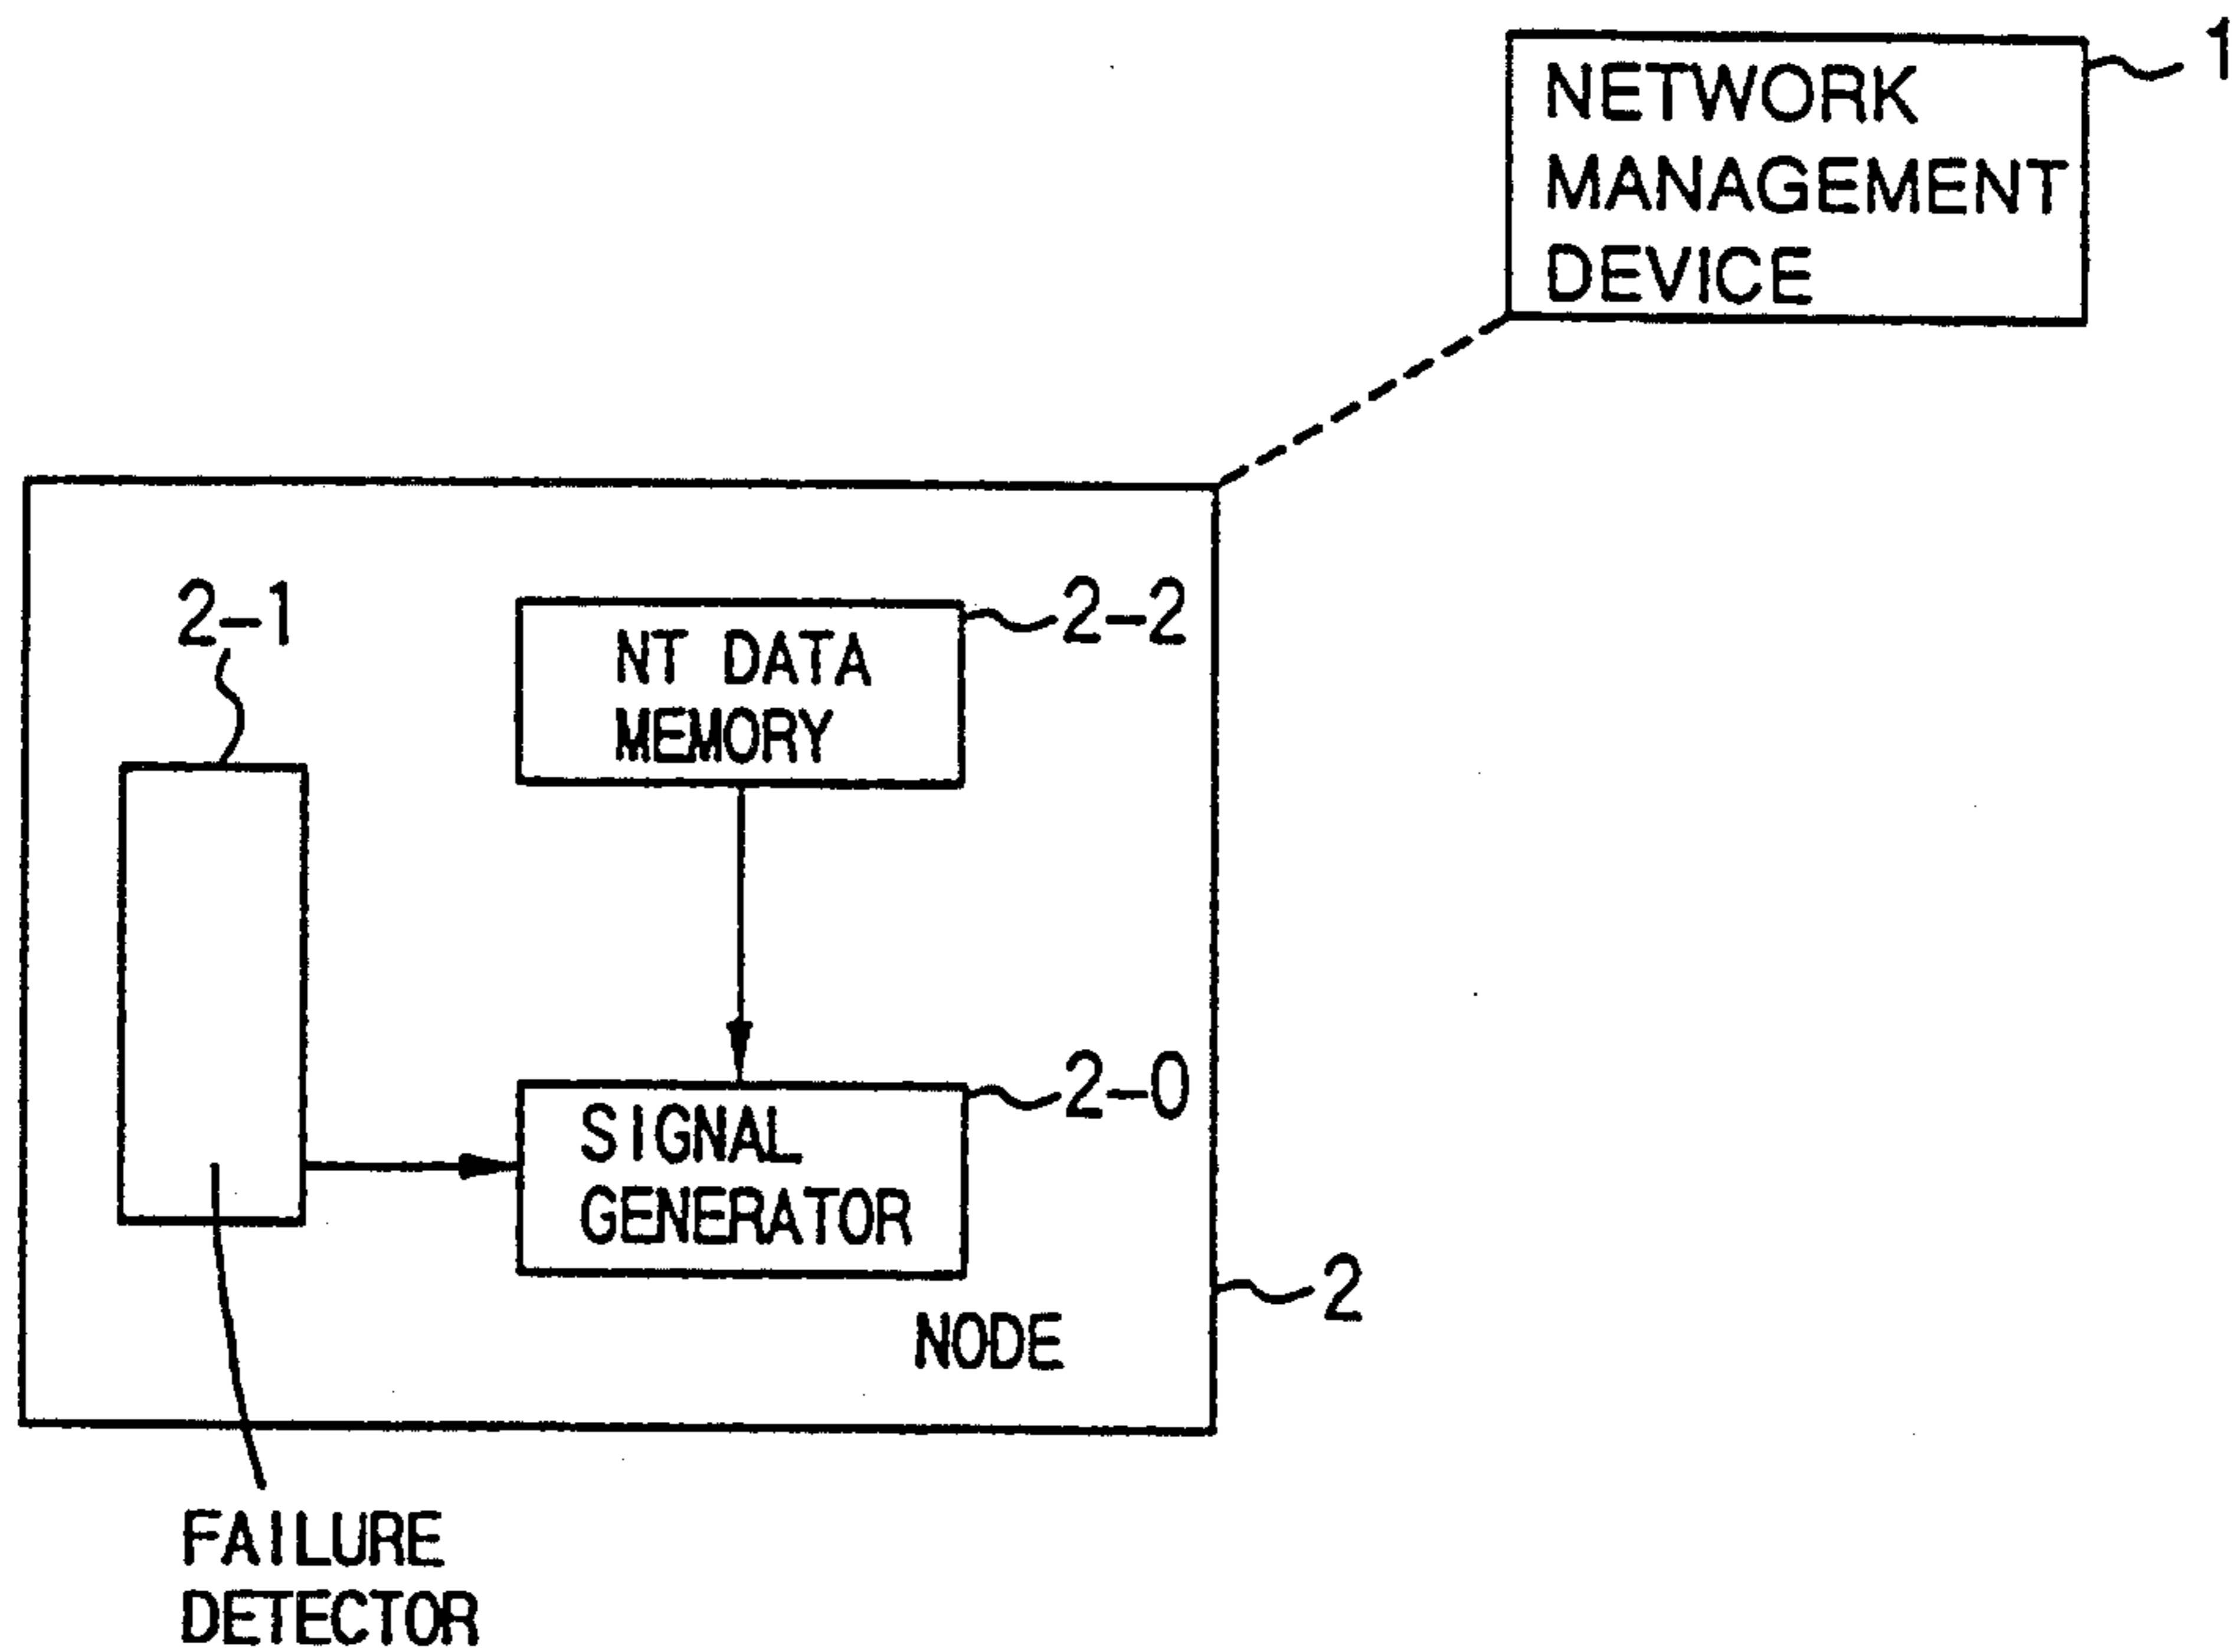 1
NETWORK
MANAGEMENT
DEVICE
2-1
2-2
NT DATA
MEMORY
2-0
SIGNAL
GENERATOR
2
NODE
FAILURE
DETECTOR